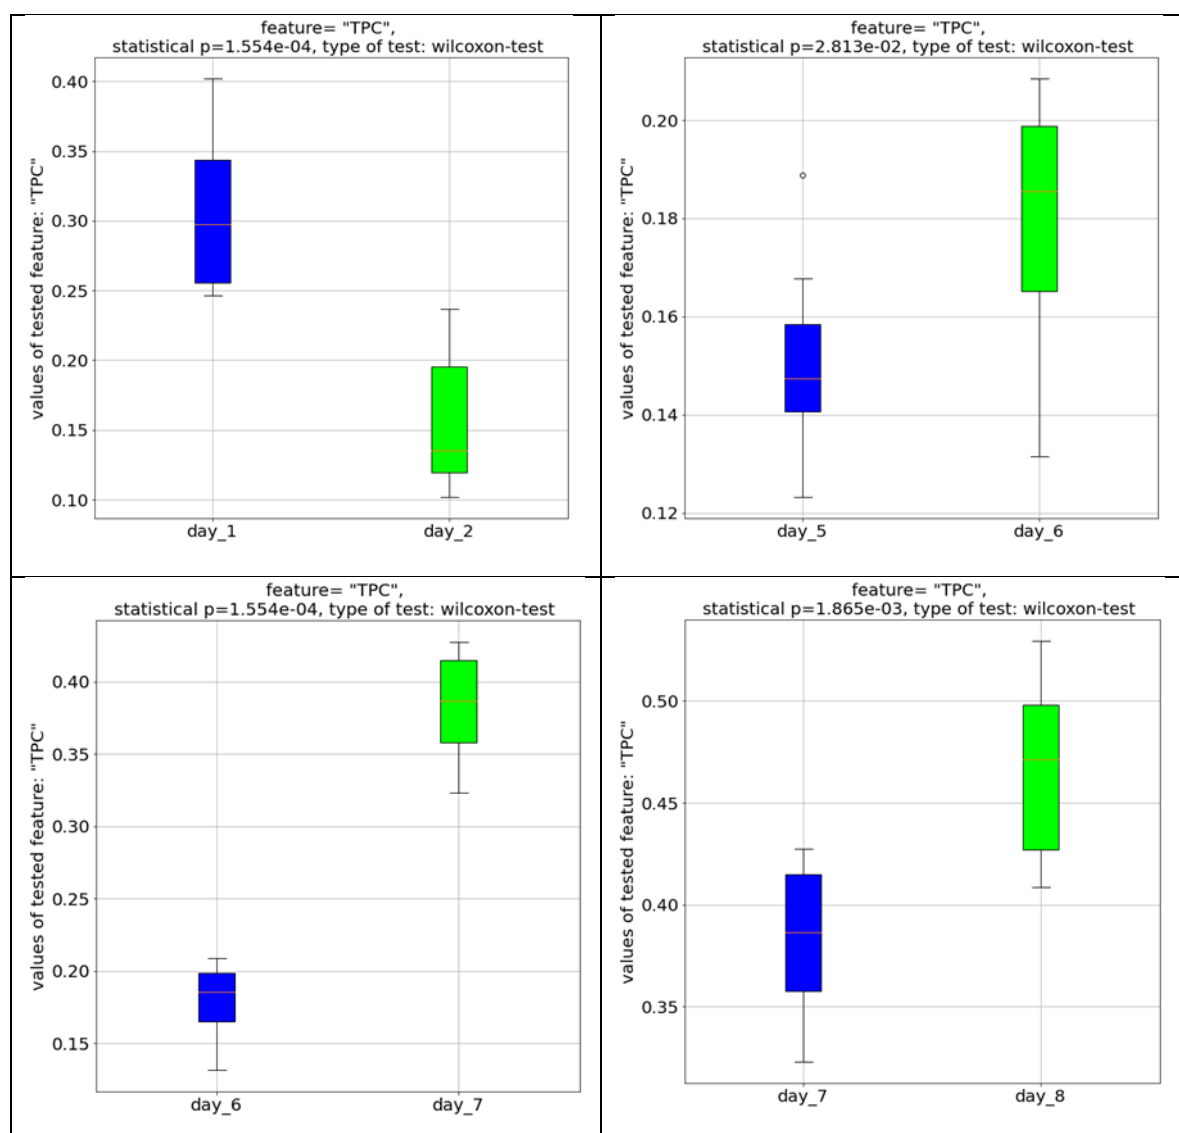 feature= "TPC",
statistical p=1.554e-04, type of test: wilcoxon-test
values of tested feature: "TPC"
0.40
0.35
0.30
0.25
0.20
0.15
0.10
day_1 day_2
feature= "TPC",
statistical p=2.813e-02, type of test: wilcoxon-test
values of tested feature: "TPC"
0.20
0.18
0.16
0.14
0.12
day_5 day_6
feature= "TPC",
statistical p=1.554e-04, type of test: wilcoxon-test
values of tested feature: "TPC"
0.40
0.35
0.30
0.25
0.20
0.15
day_6 day_7
feature= "TPC",
statistical p=1.865e-03, type of test: wilcoxon-test
values of tested feature: "TPC"
0.50
0.45
0.40
0.35
day_7 day_8